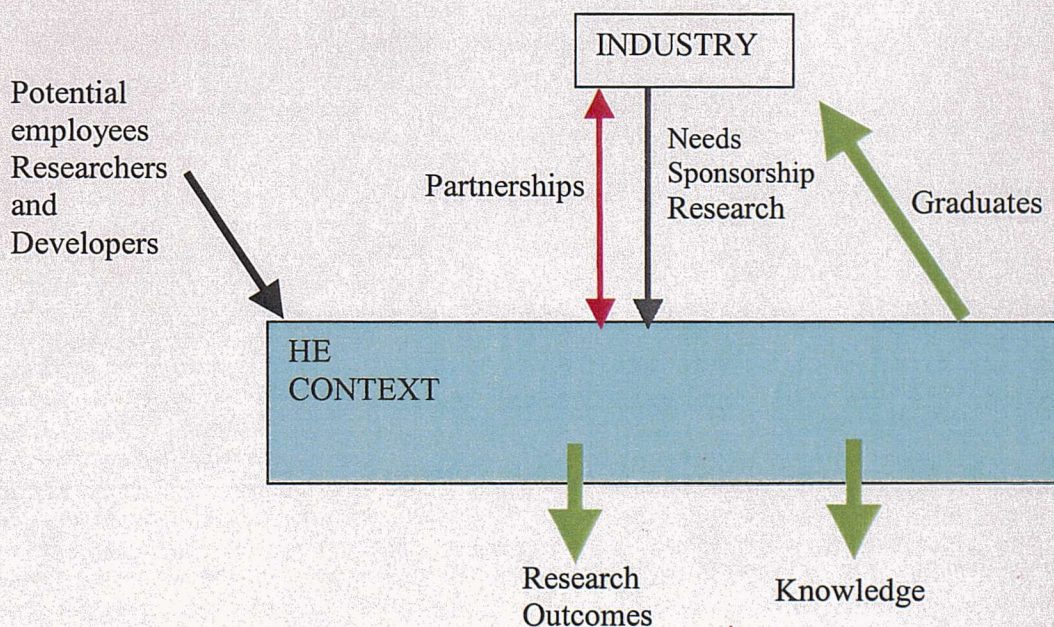 INDUSTRY
Potential
employees
Researchers
and
Developers
Partnerships
Needs
Sponsorship
Research
Graduates
HE
CONTEXT
Research
Outcomes
Knowledge